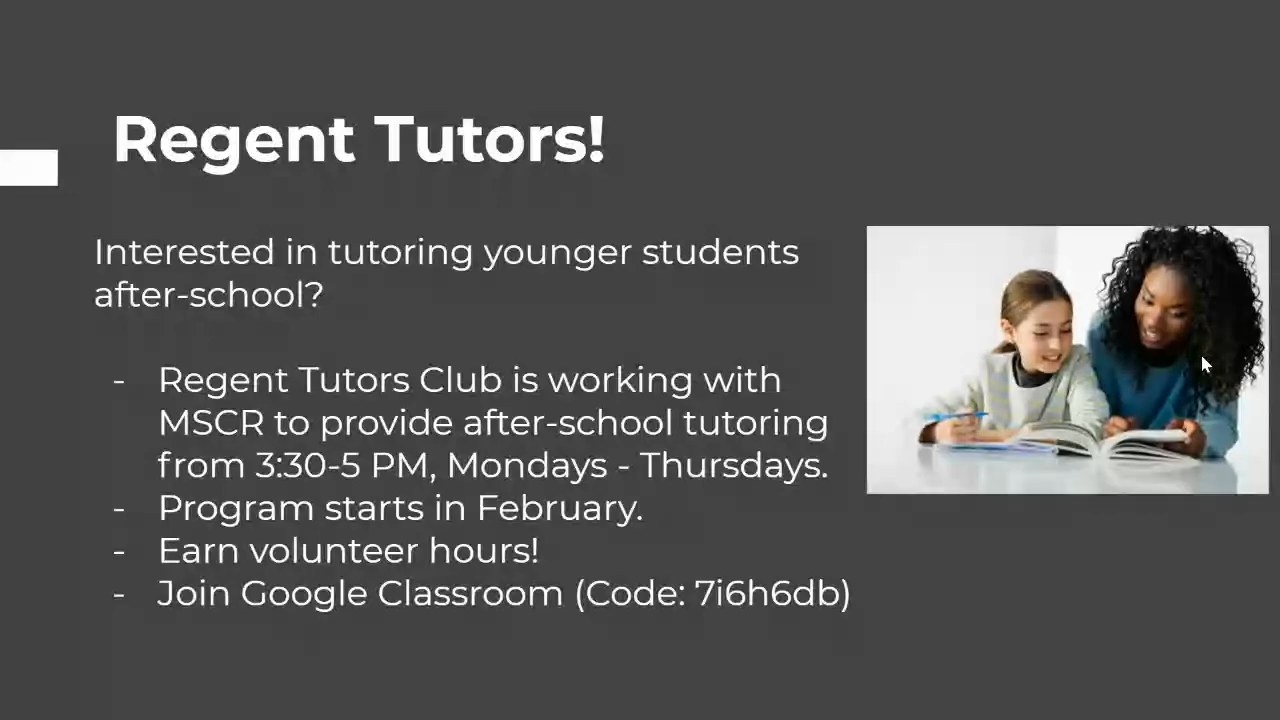 Regent Tutors!
Interested in tutoring younger students
after-school?
- Regent Tutors Club is working with
MSCR to provide after-school tutoring
from 3:30-5 PM, Mondays - Thursdays.
- Program starts in February.
- Earn volunteer hours!
- Join Google Classroom (Code: 7i6h6db)